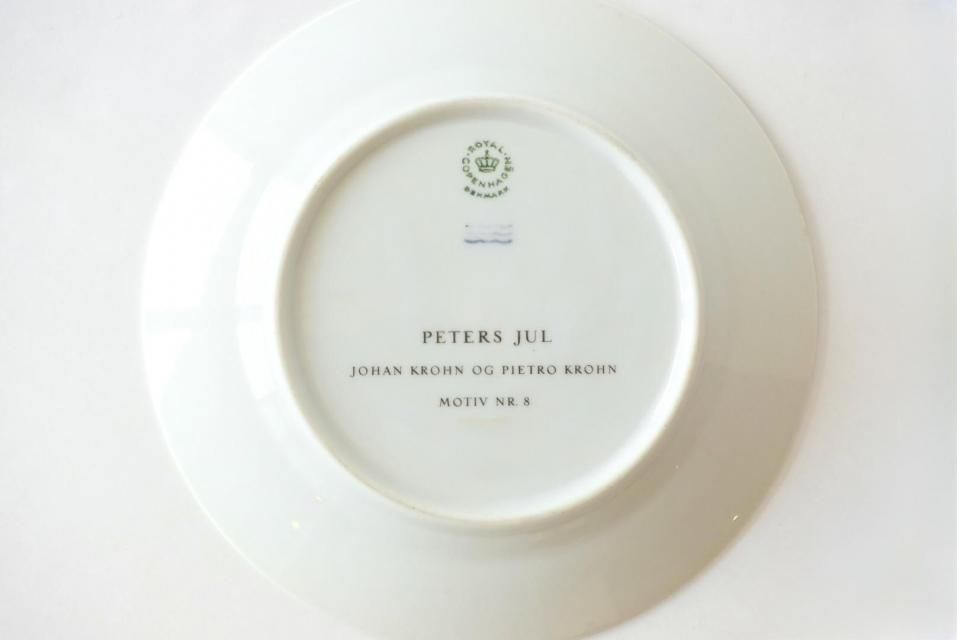 ROYAL
COPENHAGEN
DENMARK
PETERS JUL
JOHAN KROHN OG PIETRO KROHN
MOTIV NR. 8